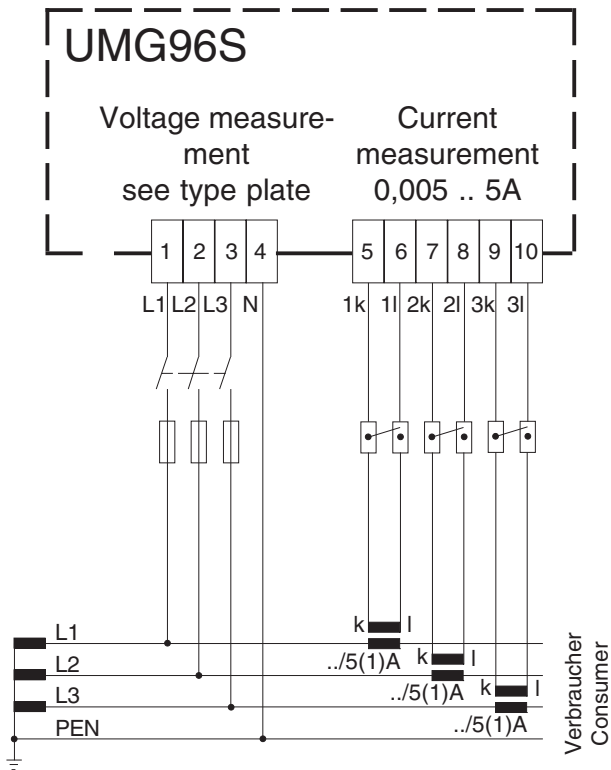 UMG96S
Voltage measure-
ment
see type plate
Current
measurement
0,005 .. 5A
1 2 3 4
5 6 7 8 9 10
L1 L2 L3 N
1k 1l 2k 2l 3k 3l
k l
L1
../5(1)A
k l
L2
../5(1)A
k l
L3
../5(1)A
PEN
Verbraucher
Consumer